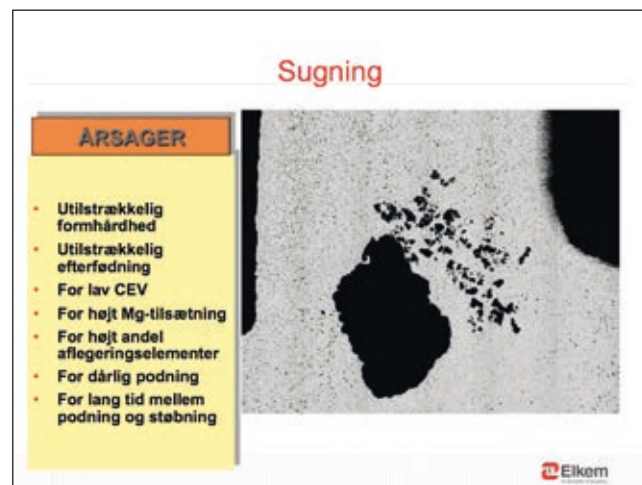 Sugning
ÅRSAGER
• Utilstrækkelig
formhårdhed
• Utilstrækkelig
efterfødning
• For lav CEV
• For højt Mg-tilsætning
• For højt andel
aflegeringselementer
• For dårlig podning
• For lang tid mellem
podning og støbning
Elkem